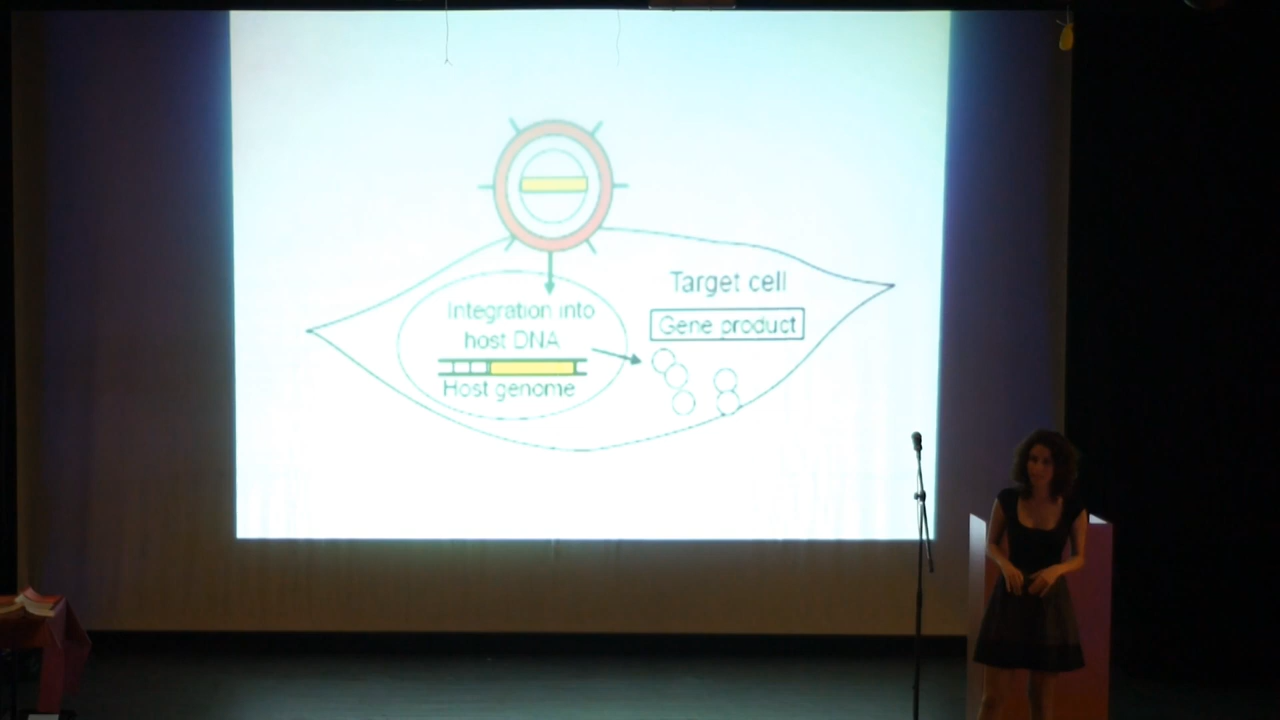 Integration into
host DNA
Host genome
Target cell
Gene product